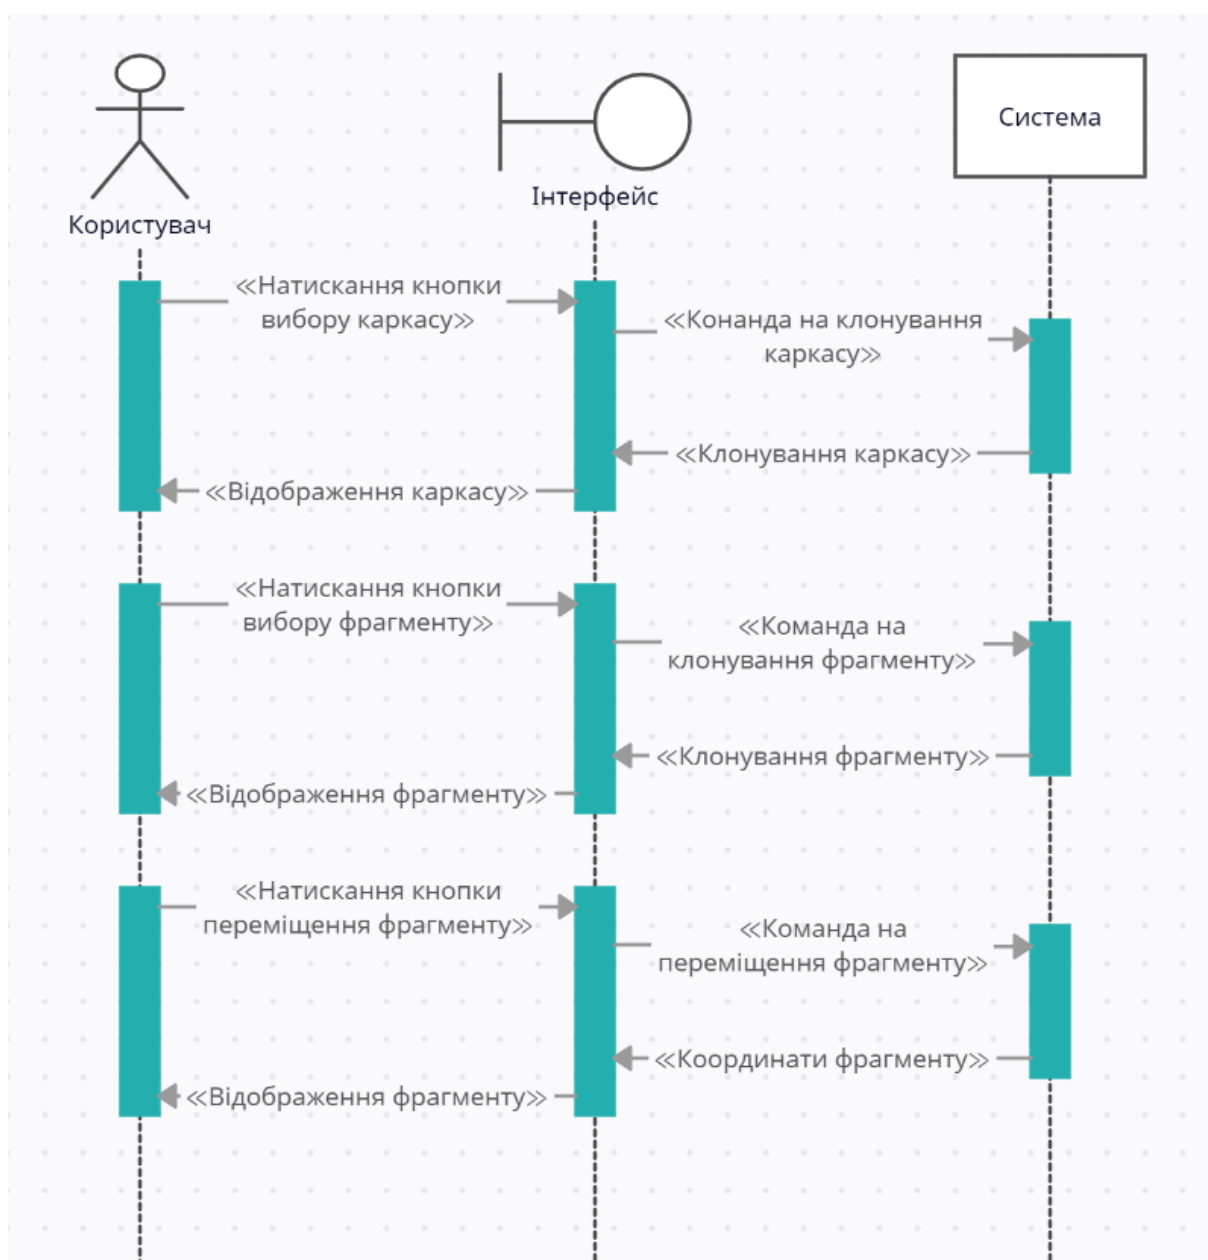 Система
Інтерфейс
Користувач
≪Натискання кнопки
вибору каркасу≫
≪Конанда на клонування
каркасу≫
≪Клонування каркасу≫
≪Відображення каркасу≫
≪Натискання кнопки
вибору фрагменту≫
≪Команда на
клонування фрагменту≫
≪Клонування фрагменту≫
≪Відображення фрагменту≫
≪Натискання кнопки
переміщення фрагменту≫
≪Команда на
переміщення фрагменту≫
≪Координати фрагменту≫
≪Відображення фрагменту≫